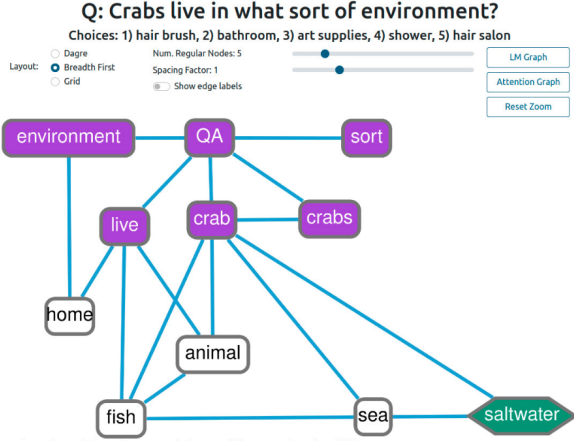 Q: Crabs live in what sort of environment?
Choices: 1) hair brush, 2) bathroom, 3) art supplies, 4) shower, 5) hair salon
Layout:
Dagre
Breadth First
Grid
Num. Regular Nodes: 5
Spacing Factor: 1
Show edge labels
LM Graph
Attention Graph
Reset Zoom
environment
QA
sort
live
crab
crabs
home
animal
fish
sea
saltwater